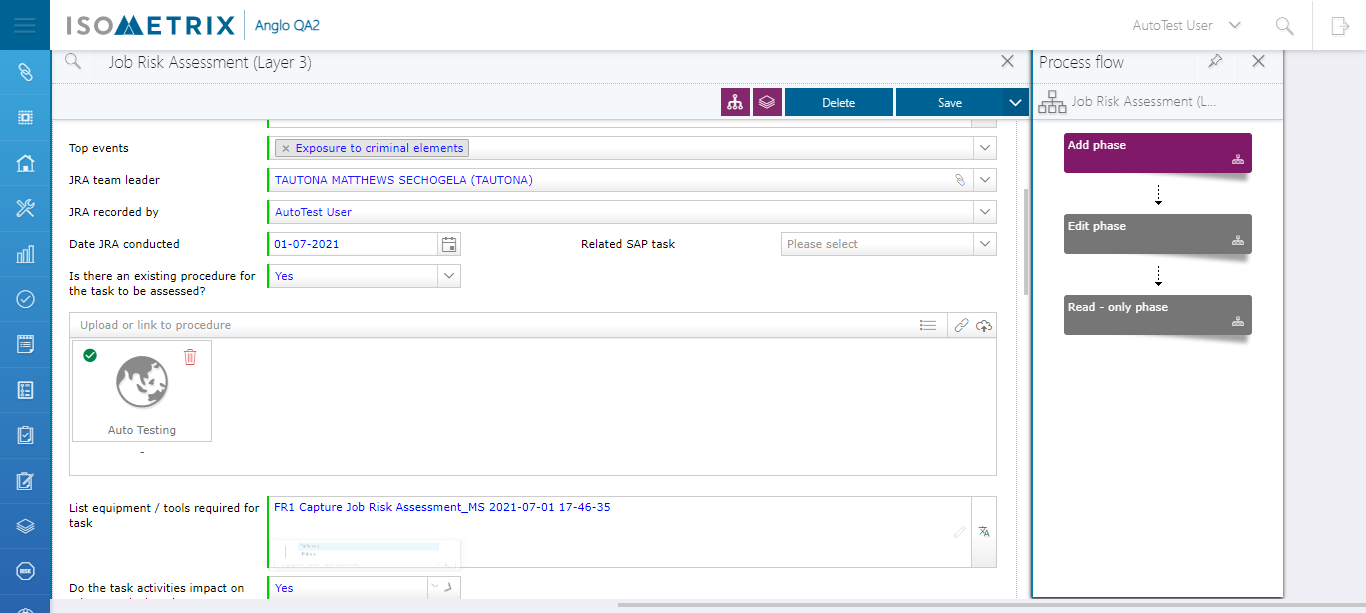 ISOMETRIX Anglo QA2 AutoTest User
Job Risk Assessment (Layer 3)
Process flow
Delete Save
Job Risk Assessment (L...
Top events × Exposure to criminal elements
JRA team leader TAUTONA MATTHEWS SECHOGELA (TAUTONA)
JRA recorded by AutoTest User
Date JRA conducted 01-07-2021 Related SAP task Please select
Is there an existing procedure for
the task to be assessed?
Yes
Upload or link to procedure
Auto Testing
-
List equipment / tools required for
task
FR1 Capture Job Risk Assessment_MS 2021-07-01 17-46-35
Do the task activities impact on
Yes
Add phase
Edit phase
Read - only phase
RISK